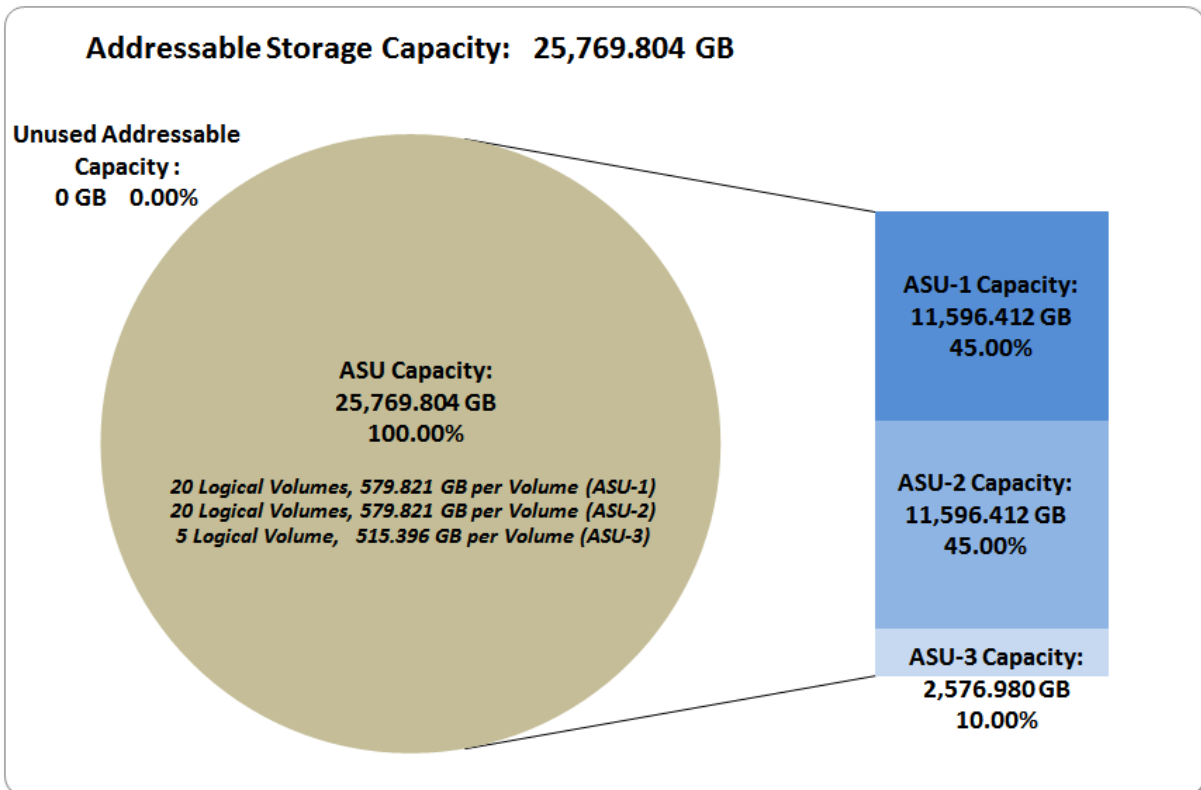 Addressable Storage Capacity: 25,769.804 GB
Unused Addressable
Capacity :
0 GB 0.00%
ASU Capacity:
25,769.804 GB
100.00%
20 Logical Volumes, 579.821 GB per Volume (ASU-1)
20 Logical Volumes, 579.821 GB per Volume (ASU-2)
5 Logical Volume, 515.396 GB per Volume (ASU-3)
ASU-1 Capacity:
11,596.412 GB
45.00%
ASU-2 Capacity:
11,596.412 GB
45.00%
ASU-3 Capacity:
2,576.980 GB
10.00%